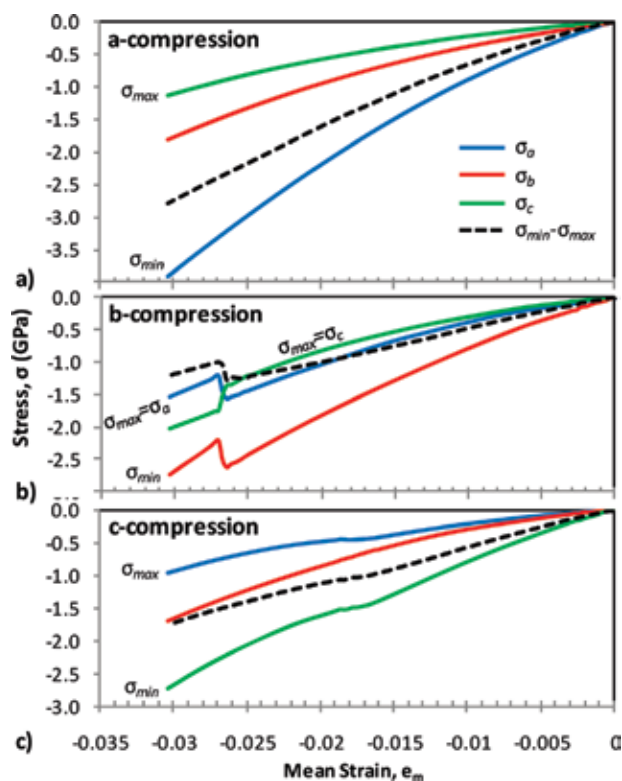 0.0
a-compression
-0.5
-1.0
σmax
-1.5
σa
-2.0
σb
-2.5
σc
-3.0
σmin-σmax
-3.5
σmin
a)
0.0
b-compression
-0.5
σmax=σc
-1.0
-1.5
σmax=σa
-2.0
-2.5
σmin
b)
Stress, σ (GPa)
0.0
c-compression
-0.5
σmax
-1.0
-1.5
-2.0
-2.5
σmin
-3.0
c)
-0.035 -0.03 -0.025 -0.02 -0.015 -0.01 -0.005 0
Mean Strain, em